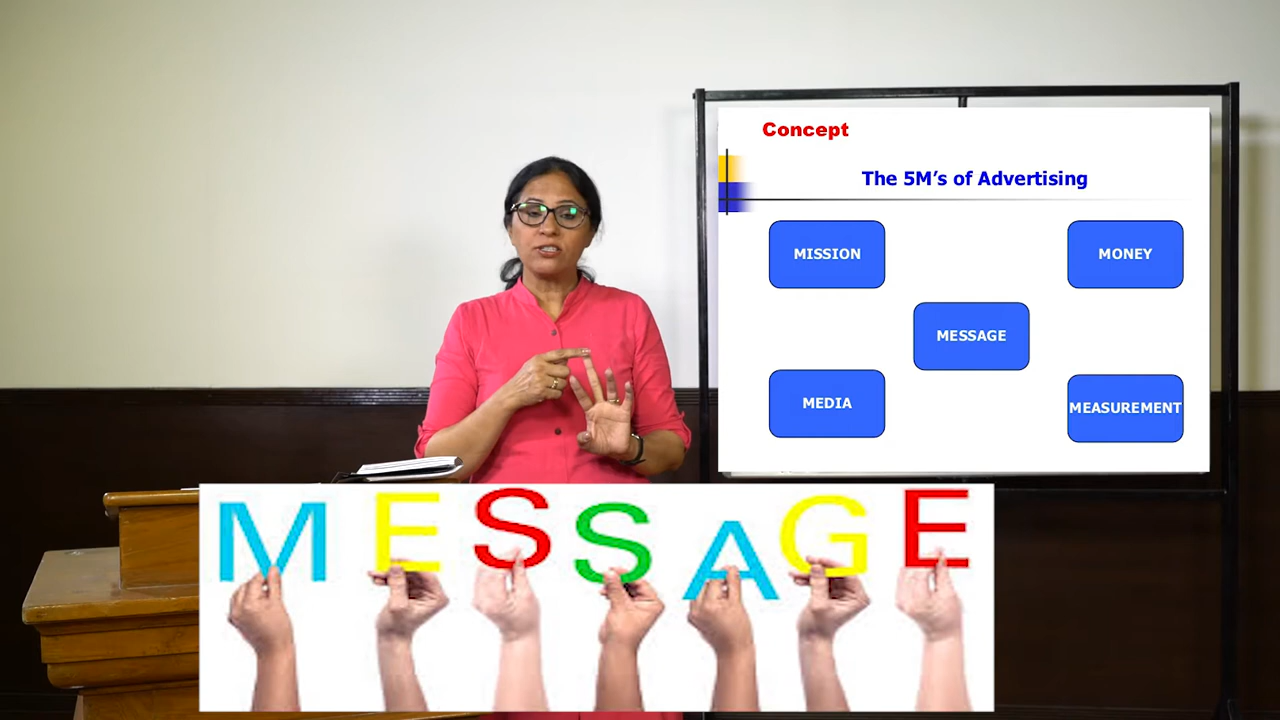 Concept
The 5M's of Advertising
MISSION
MONEY
MESSAGE
MEDIA
MEASUREMENT
MESSAGE